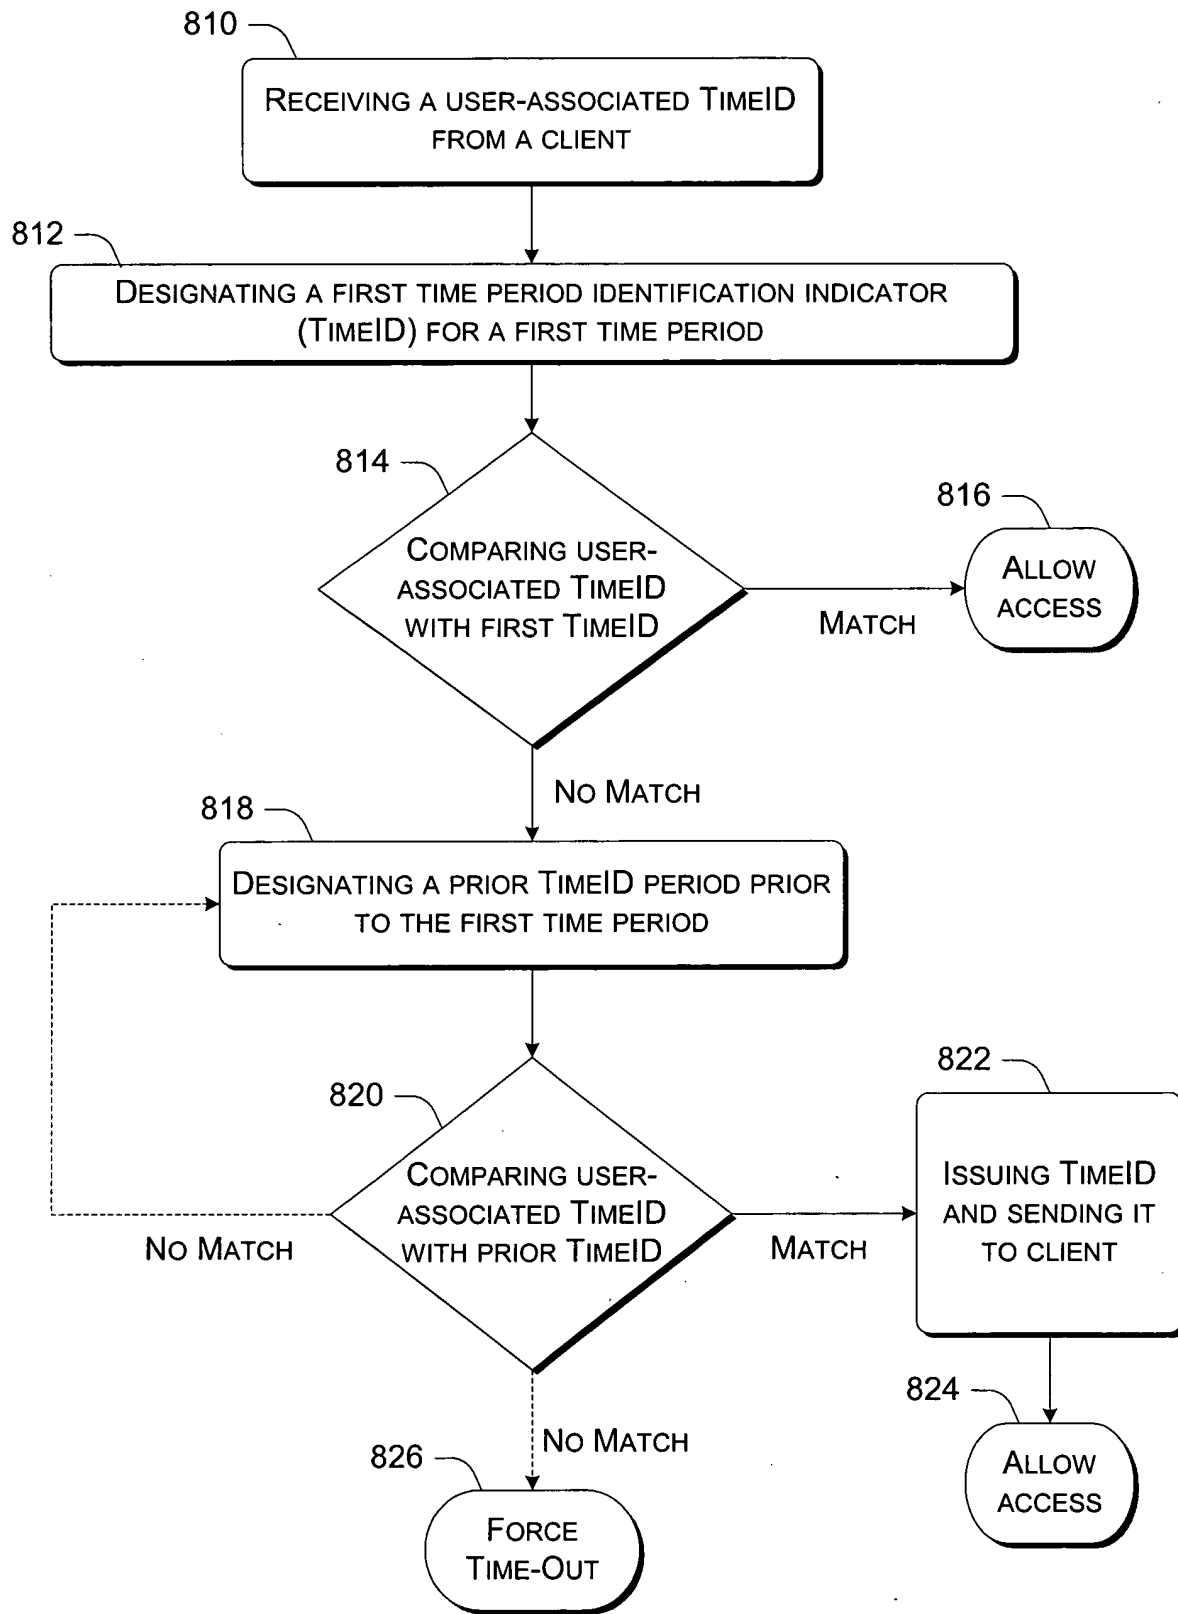 810
RECEIVING A USER-ASSOCIATED TIMEID
FROM A CLIENT
812
DESIGNATING A FIRST TIME PERIOD IDENTIFICATION INDICATOR
(TIMEID) FOR A FIRST TIME PERIOD
814
COMPARING USER-
ASSOCIATED TIMEID
WITH FIRST TIMEID
816
ALLOW
ACCESS
MATCH
NO MATCH
818
DESIGNATING A PRIOR TIMEID PERIOD PRIOR
TO THE FIRST TIME PERIOD
820
COMPARING USER-
ASSOCIATED TIMEID
WITH PRIOR TIMEID
NO MATCH
MATCH
822
ISSUING TIMEID
AND SENDING IT
TO CLIENT
824
ALLOW
ACCESS
NO MATCH
826
FORCE
TIME-OUT